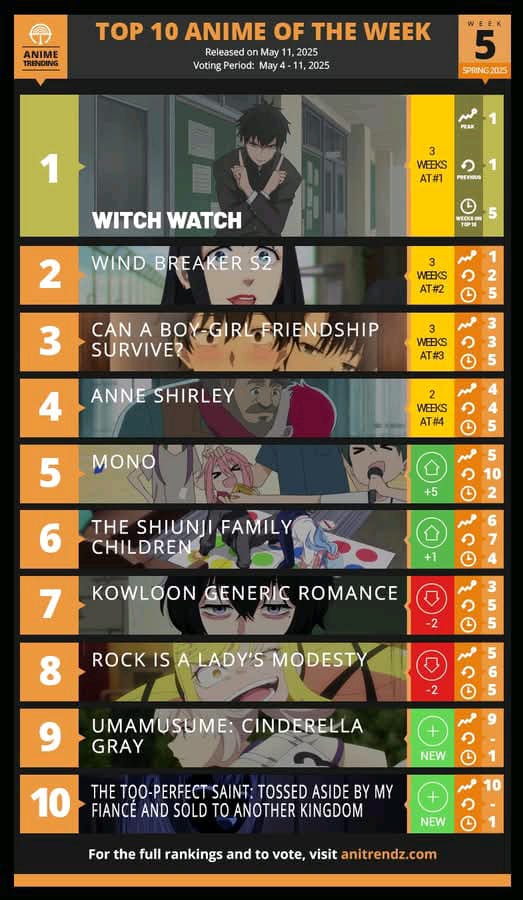 ANIME
TRENDING
TOP 10 ANIME OF THE WEEK
Released on May 11, 2025
Voting Period: May 4 - 11, 2025
WEEK
5
SPRING 2025
1
WITCH WATCH
3
WEEKS
AT #1
PEAK
1
PREVIOUS
1
WEEKS ON
TOP 10
5
2
WIND BREAKER S2
3
WEEKS
AT #2
1
2
5
3
CAN A BOY-GIRL FRIENDSHIP
SURVIVE?
3
WEEKS
AT #3
3
3
5
4
ANNE SHIRLEY
2
WEEKS
AT #4
4
4
5
5
MONO
+5
5
10
2
6
THE SHIUNJI FAMILY
CHILDREN
+1
6
7
4
7
KOWLOON GENERIC ROMANCE
-2
3
5
5
8
ROCK IS A LADY'S MODESTY
-2
5
6
5
9
UMAMUSUME: CINDERELLA
GRAY
NEW
9
-
1
10
THE TOO-PERFECT SAINT: TOSSED ASIDE BY MY
FIANCÉ AND SOLD TO ANOTHER KINGDOM
NEW
10
-
1
For the full rankings and to vote, visit anitrendz.com